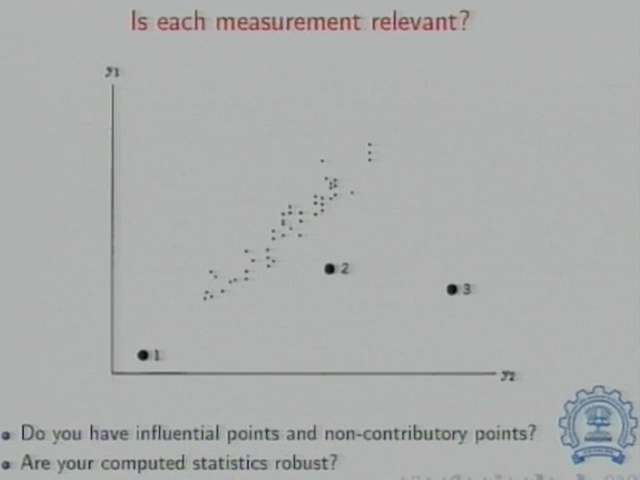 Is each measurement relevant?
y1
2
3
1
y2
Do you have influential points and non-contributory points?
Are your computed statistics robust?